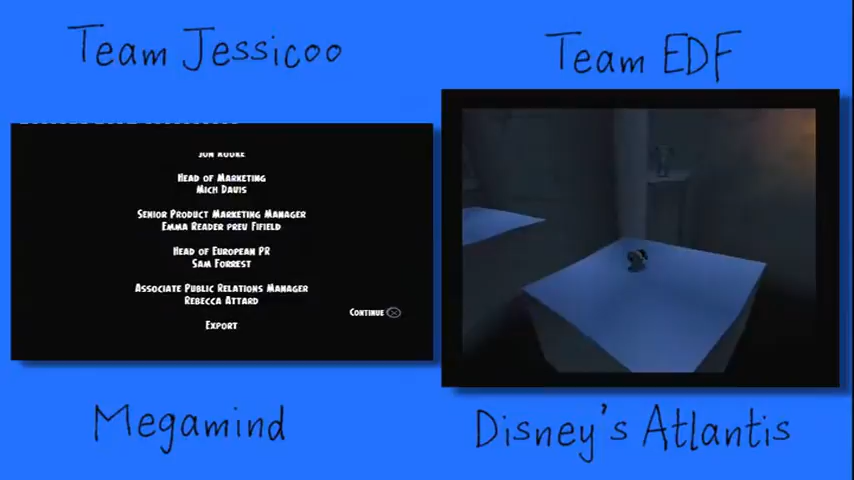 Team Jessicoo
Team EDF
Head of Marketing
Mich Davis
Senior Product Marketing Manager
Emma Reader prev Fifield
Head of European PR
Sam Forrest
Associate Public Relations Manager
Rebecca Attard
Continue
Export
Megamind
Disney's Atlantis